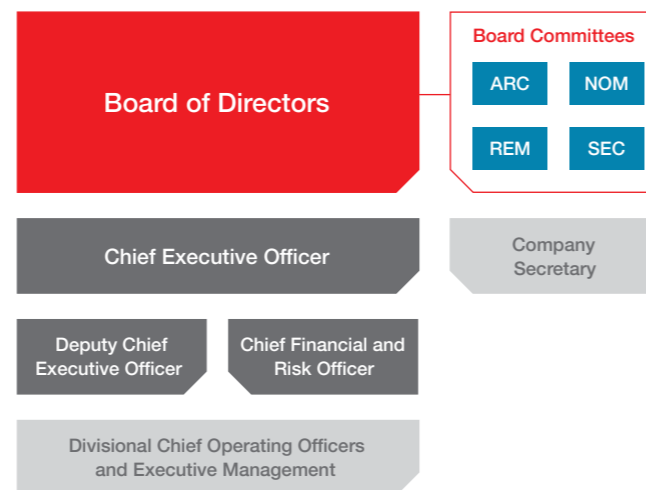 Board of Directors
Board Committees
ARC
NOM
REM
SEC
Chief Executive Officer
Company
Secretary
Deputy Chief
Executive Officer
Chief Financial and
Risk Officer
Divisional Chief Operating Officers
and Executive Management